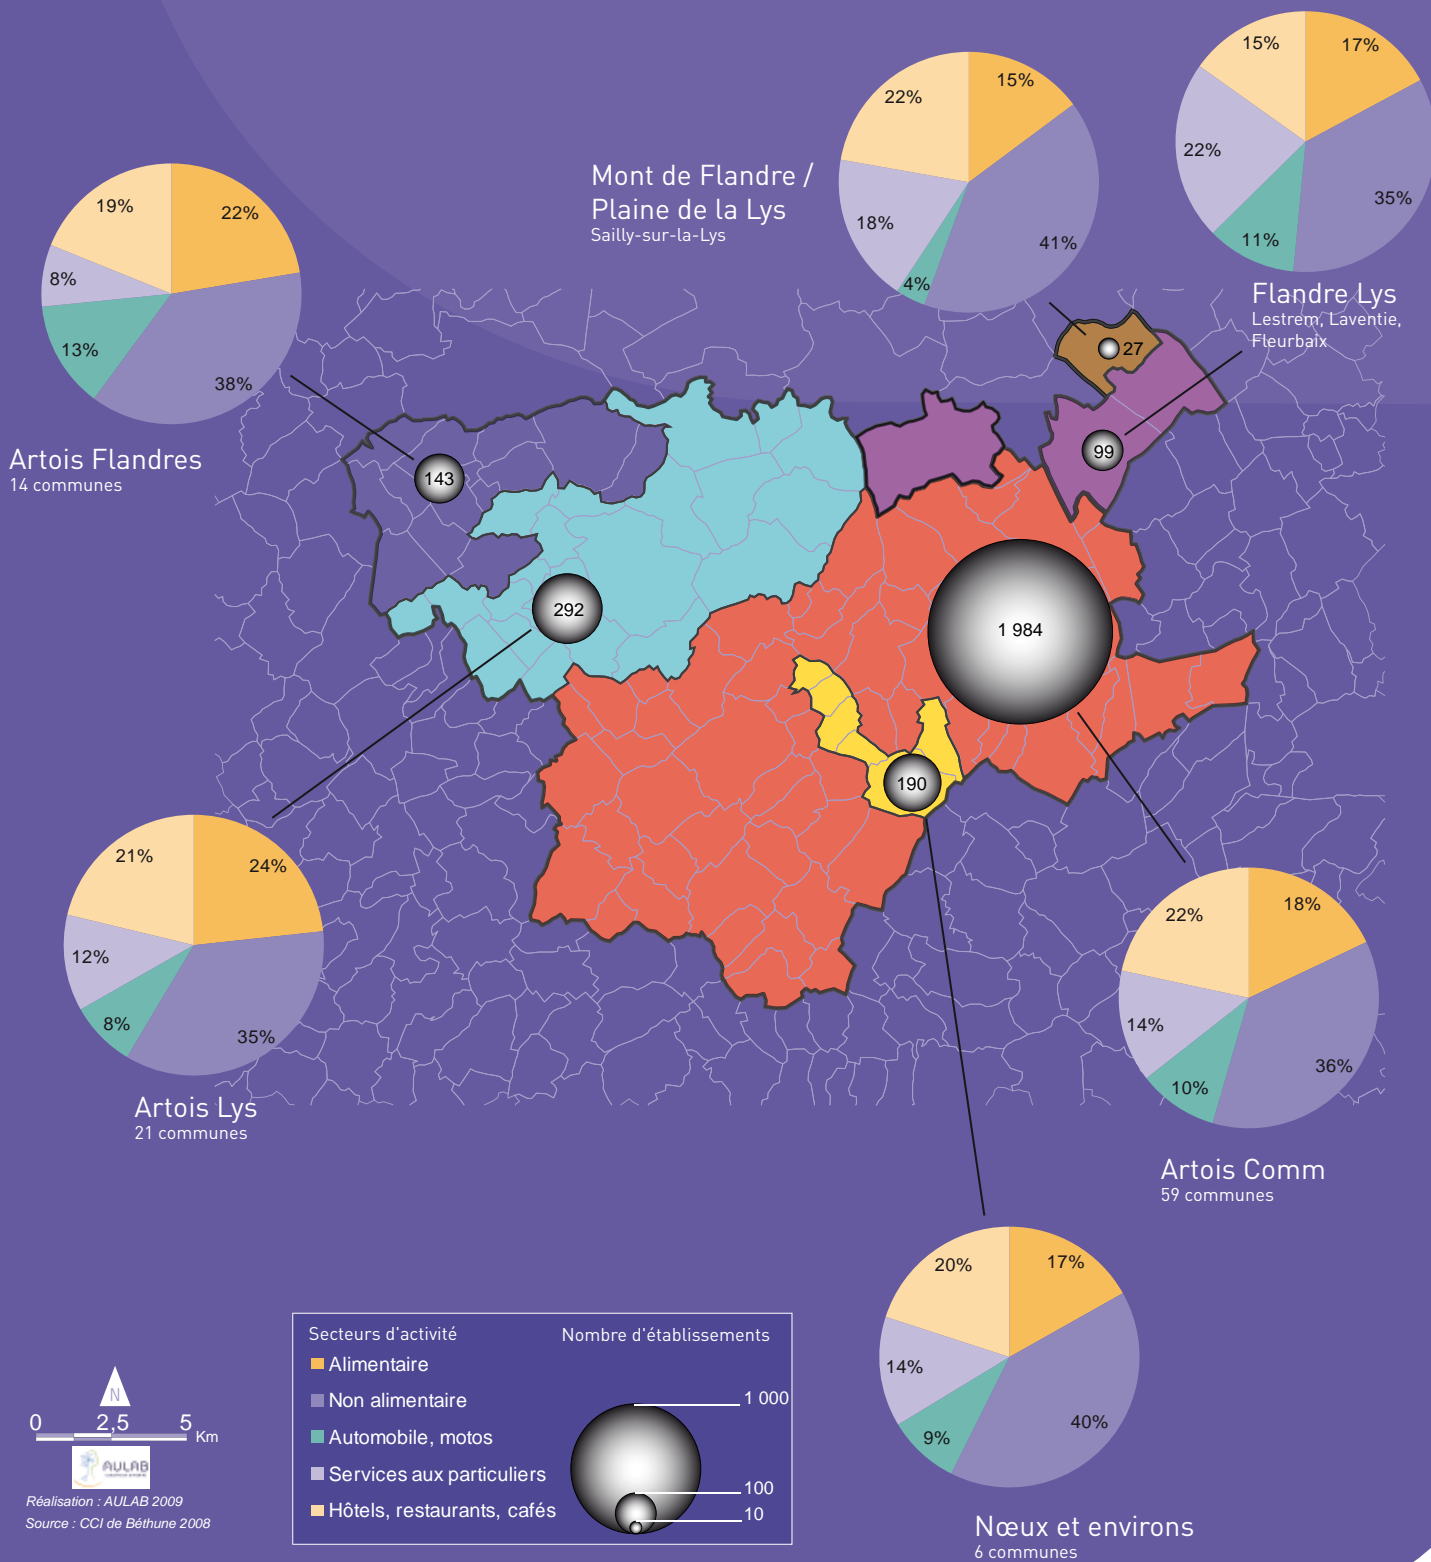 15%
17%
22%
35%
11%
Flandre Lys
Lestrem, Laventie,
Fleurbaix
22%
15%
18%
41%
4%
Mont de Flandre /
Plaine de la Lys
Sailly-sur-la-Lys
19%
22%
8%
13%
38%
Artois Flandres
14 communes
27
99
143
292
1 984
190
21%
24%
12%
8%
35%
Artois Lys
21 communes
22%
18%
14%
36%
10%
Artois Comm
59 communes
20%
17%
14%
40%
9%
Nœux et environs
6 communes
Secteurs d'activité
Alimentaire
Non alimentaire
Automobile, motos
Services aux particuliers
Hôtels, restaurants, cafés
Nombre d'établissements
1 000
100
10
N
0 2,5 5
Km
AULAB
Réalisation : AULAB 2009
Source : CCI de Béthune 2008